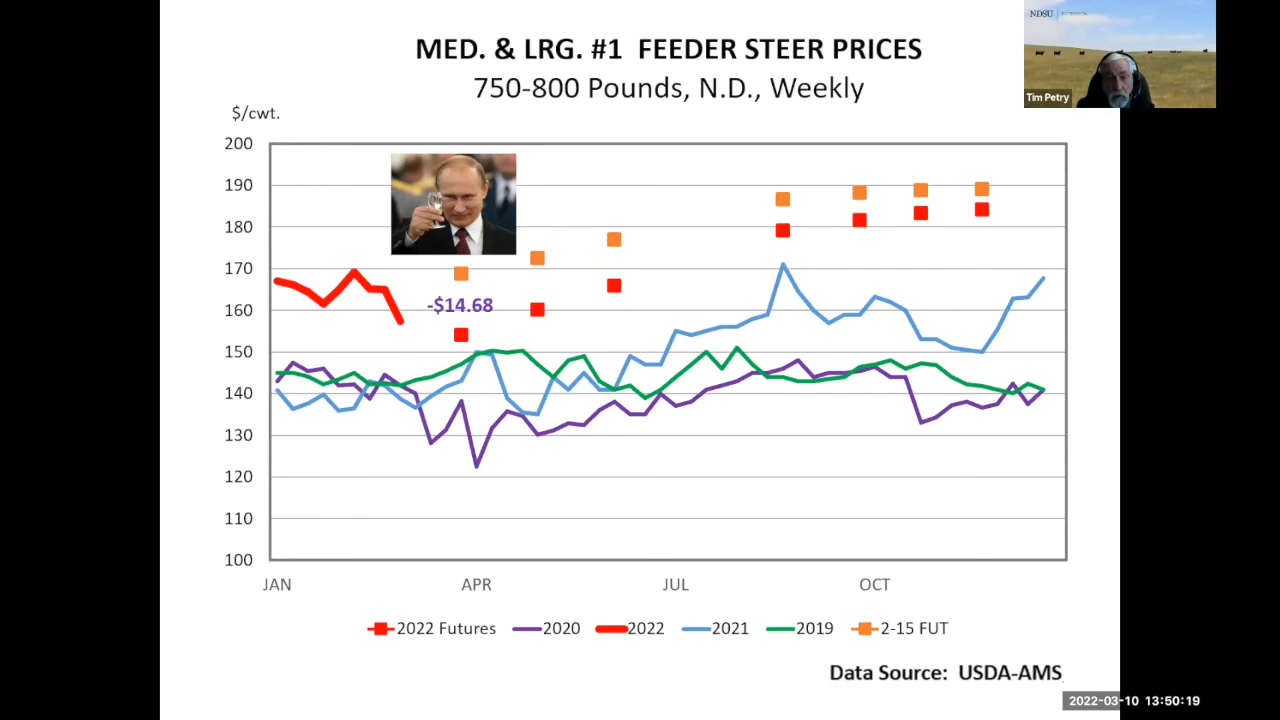 MED. & LRG. #1 FEEDER STEER PRICES
750-800 Pounds, N.D., Weekly
NDSU EXTENSION
Tim Petry
$/cwt.
200
190
180
170
160
150
140
130
120
110
100
-$14.68
JAN APR JUL OCT
2022 Futures 2020 2022 2021 2019 2-15 FUT
Data Source: USDA-AMS
2022-03-10 13:50:19